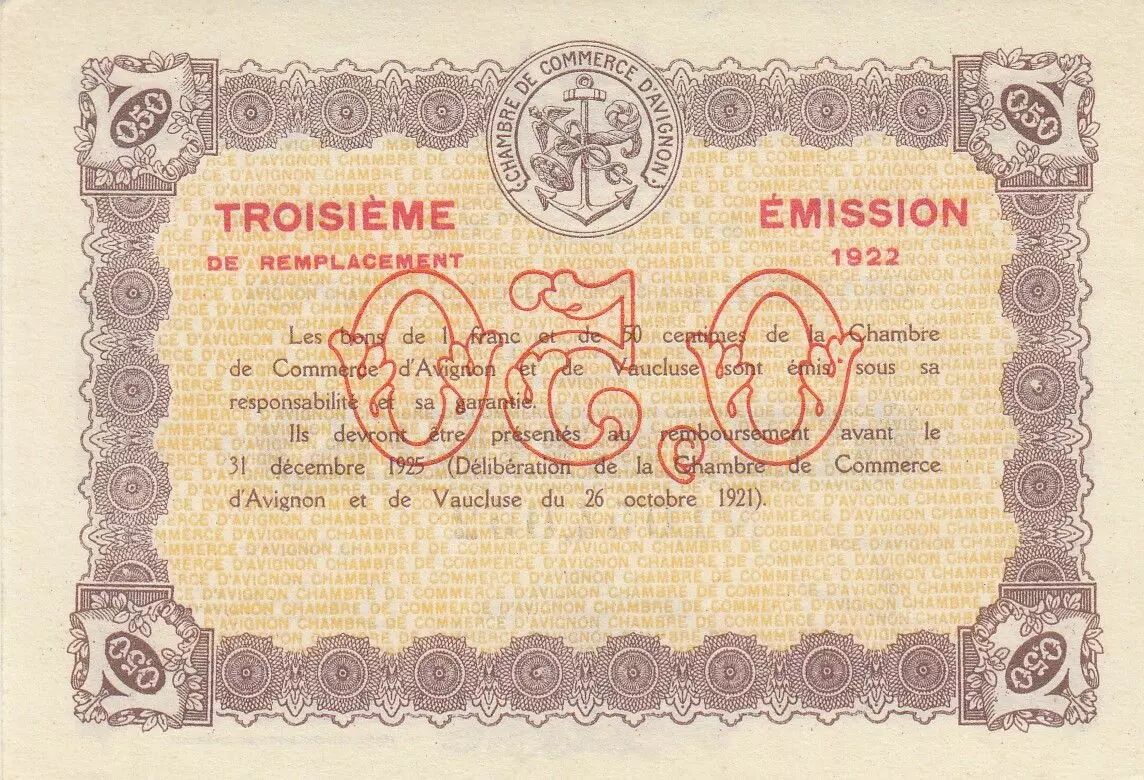 CHAMBRE DE COMMERCE D'AVIGNON
0,50
0,50
TROISIÈME ÉMISSION
DE REMPLACEMENT 1922
0,50
Les bons de 1 franc et de 50 centimes de la Chambre
de Commerce d'Avignon et de Vaucluse sont émis sous sa
responsabilité et sa garantie.
Ils devront être présentés au remboursement avant le
31 décembre 1925 (Délibération de la Chambre de Commerce
d'Avignon et de Vaucluse du 26 octobre 1921).
0,50
0,50